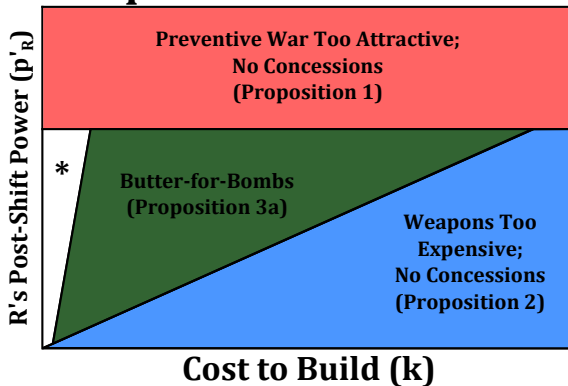 Preventive War Too Attractive;
No Concessions
(Proposition 1)
R's Post-Shift Power (p'R)
*
Butter-for-Bombs
(Proposition 3a)
Weapons Too
Expensive;
No Concessions
(Proposition 2)
Cost to Build (k)